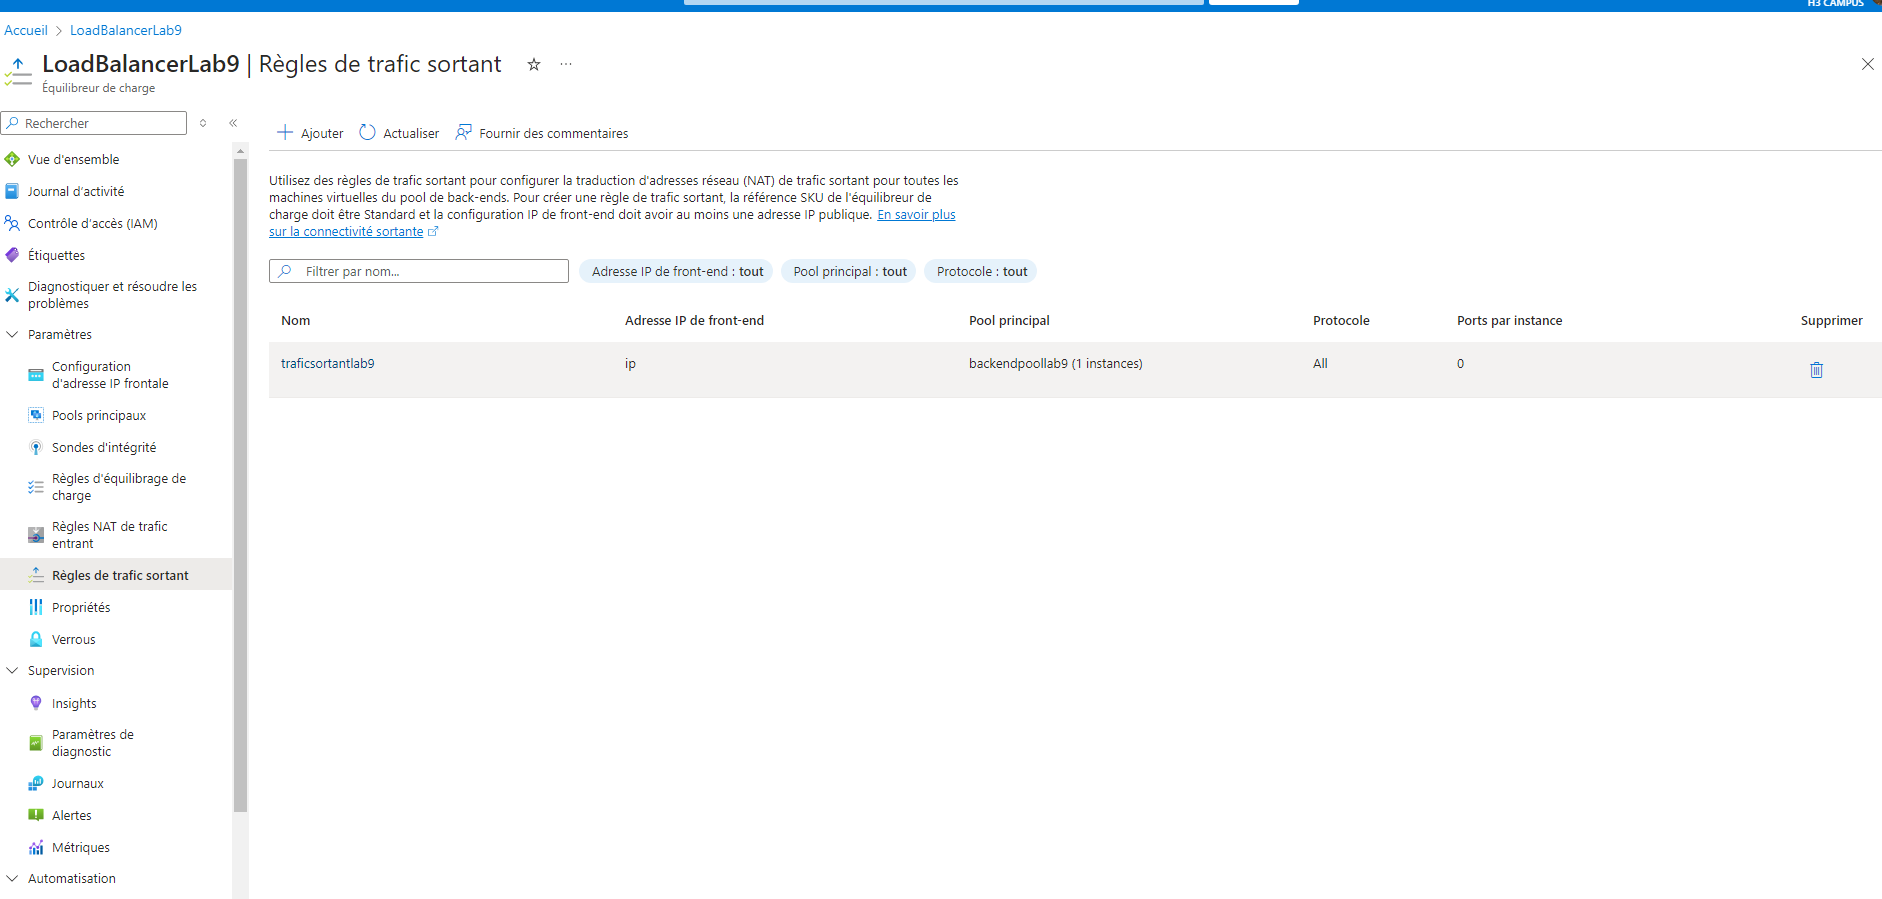 H3 CAMPUS
Accueil > LoadBalancerLab9
LoadBalancerLab9 | Règles de trafic sortant
Équilibreur de charge
Rechercher
Vue d'ensemble
Journal d'activité
Contrôle d'accès (IAM)
Étiquettes
Diagnostiquer et résoudre les
problèmes
Paramètres
Configuration
d'adresse IP frontale
Pools principaux
Sondes d'intégrité
Règles d'équilibrage de
charge
Règles NAT de trafic
entrant
Règles de trafic sortant
Propriétés
Verrous
Supervision
Insights
Paramètres de
diagnostic
Journaux
Alertes
Métriques
Automatisation
Ajouter Actualiser Fournir des commentaires
Utilisez des règles de trafic sortant pour configurer la traduction d'adresses réseau (NAT) de trafic sortant pour toutes les
machines virtuelles du pool de back-ends. Pour créer une règle de trafic sortant, la référence SKU de l'équilibreur de
charge doit être Standard et la configuration IP de front-end doit avoir au moins une adresse IP publique. En savoir plus
sur la connectivité sortante
Filtrer par nom... Adresse IP de front-end : tout Pool principal : tout Protocole : tout
Nom Adresse IP de front-end Pool principal Protocole Ports par instance Supprimer
traficsortantlab9 ip backendpoollab9 (1 instances) All 0